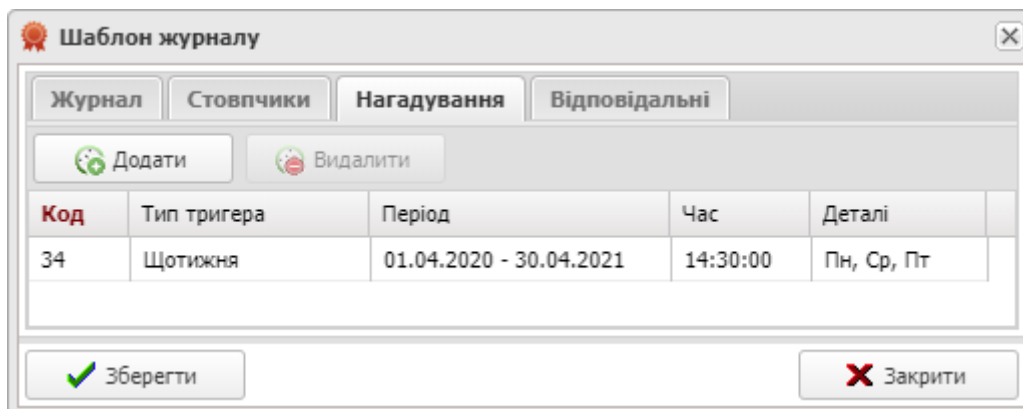 Шаблон журналу
Журнал Стовпчики Нагадування Відповідальні
Додати Видалити
Код Тип тригера Період Час Деталі
34 Щотижня 01.04.2020 - 30.04.2021 14:30:00 Пн, Ср, Пт
Зберегти Закрити